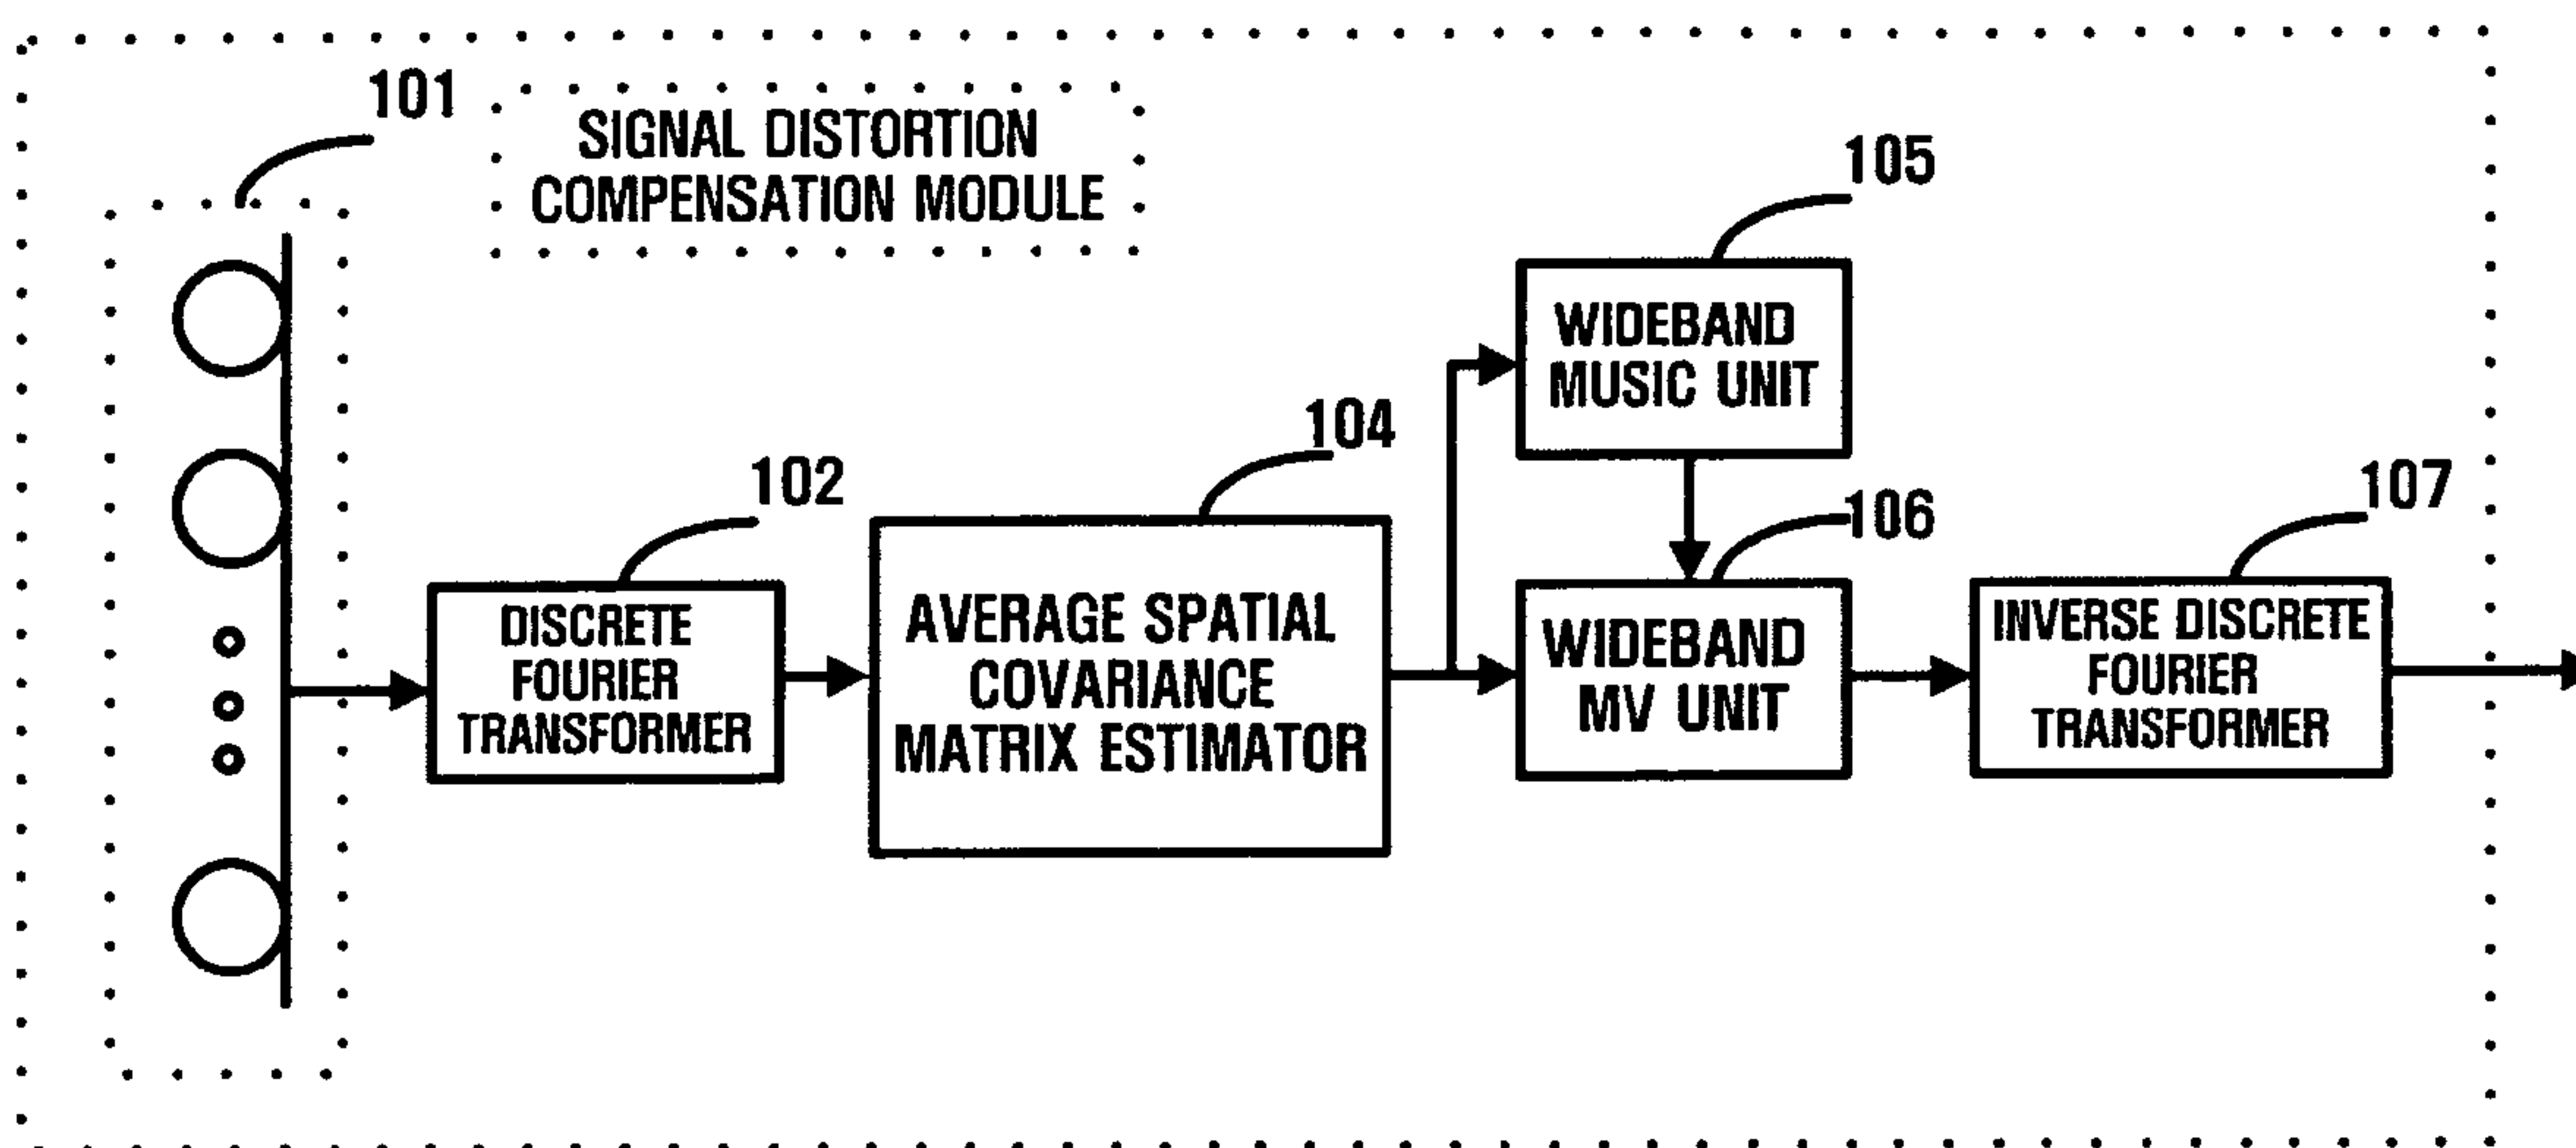 101
SIGNAL DISTORTION
COMPENSATION MODULE
105
WIDEBAND
MUSIC UNIT
104
102
106
107
DISCRETE
FOURIER
TRANSFORMER
AVERAGE SPATIAL
COVARIANCE
MATRIX ESTIMATOR
WIDEBAND
MV UNIT
INVERSE DISCRETE
FOURIER
TRANSFORMER